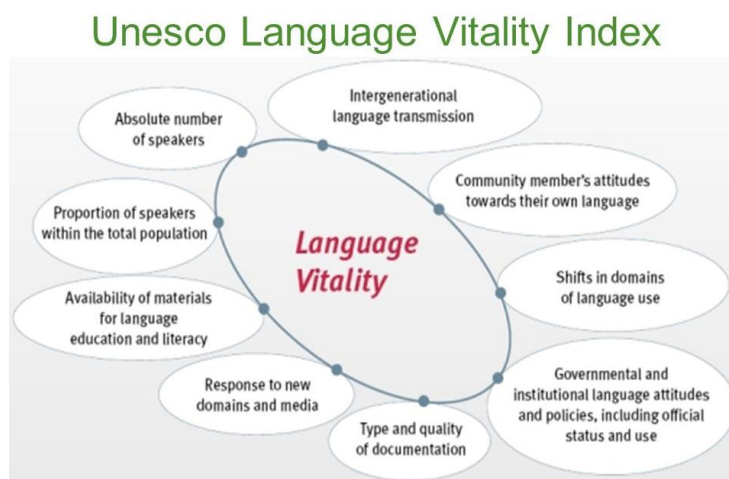 Unesco Language Vitality Index
Intergenerational
language transmission
Absolute number
of speakers
Community member's attitudes
towards their own language
Proportion of speakers
within the total population
Language
Vitality
Shifts in domains
of language use
Availability of materials
for language
education and literacy
Governmental and
institutional language attitudes
and policies, including official
status and use
Response to new
domains and media
Type and quality
of documentation